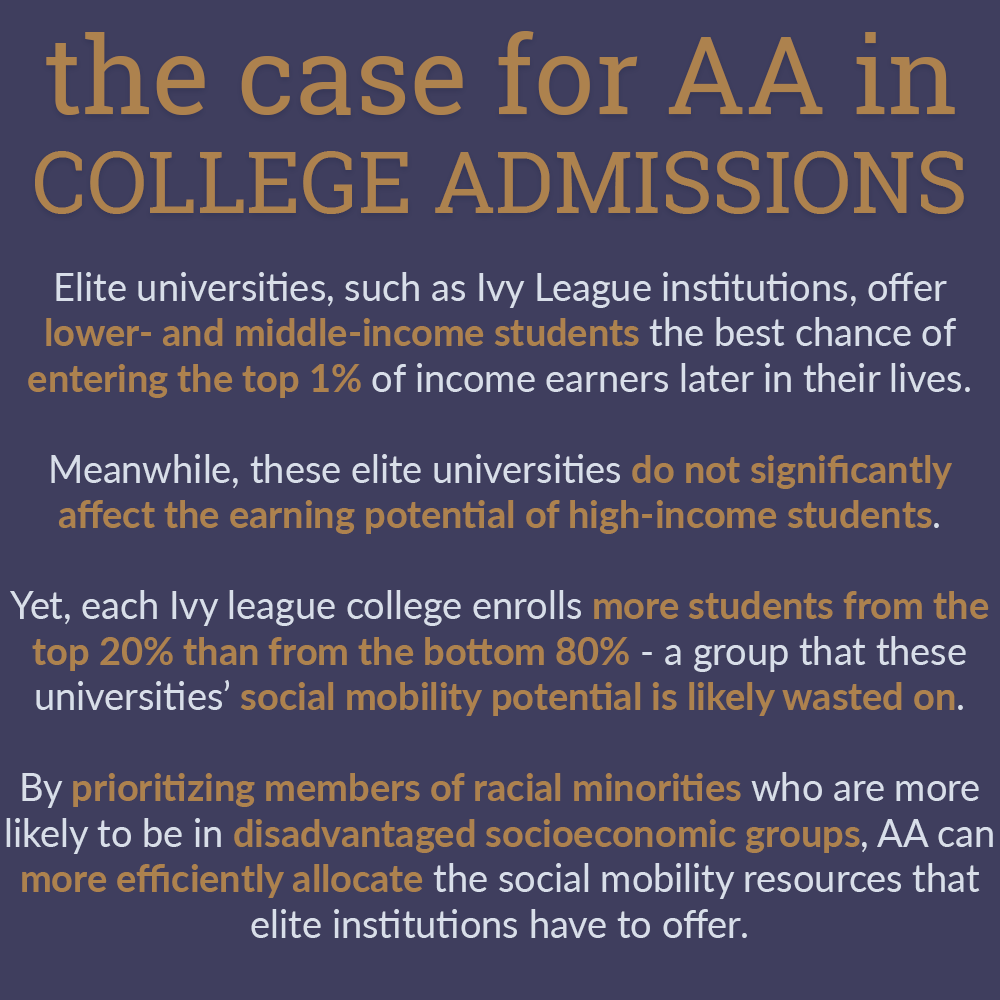 the case for AA in
COLLEGE ADMISSIONS
Elite universities, such as Ivy League institutions, offer
lower- and middle-income students the best chance of
entering the top 1% of income earners later in their lives.
Meanwhile, these elite universities do not significantly
affect the earning potential of high-income students.
Yet, each Ivy league college enrolls more students from the
top 20% than from the bottom 80% - a group that these
universities’ social mobility potential is likely wasted on.
By prioritizing members of racial minorities who are more
likely to be in disadvantaged socioeconomic groups, AA can
more efficiently allocate the social mobility resources that
elite institutions have to offer.